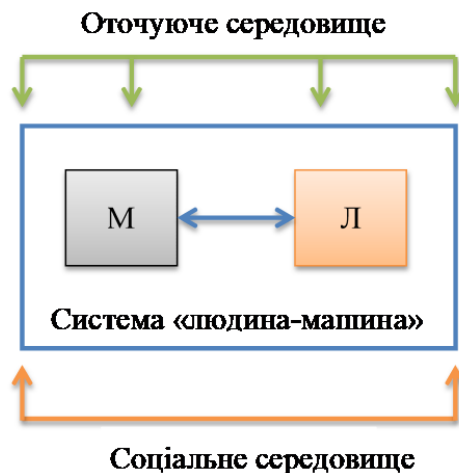 Оточуюче середовище
М
Л
Система «людина-машина»
Соціальне середовище